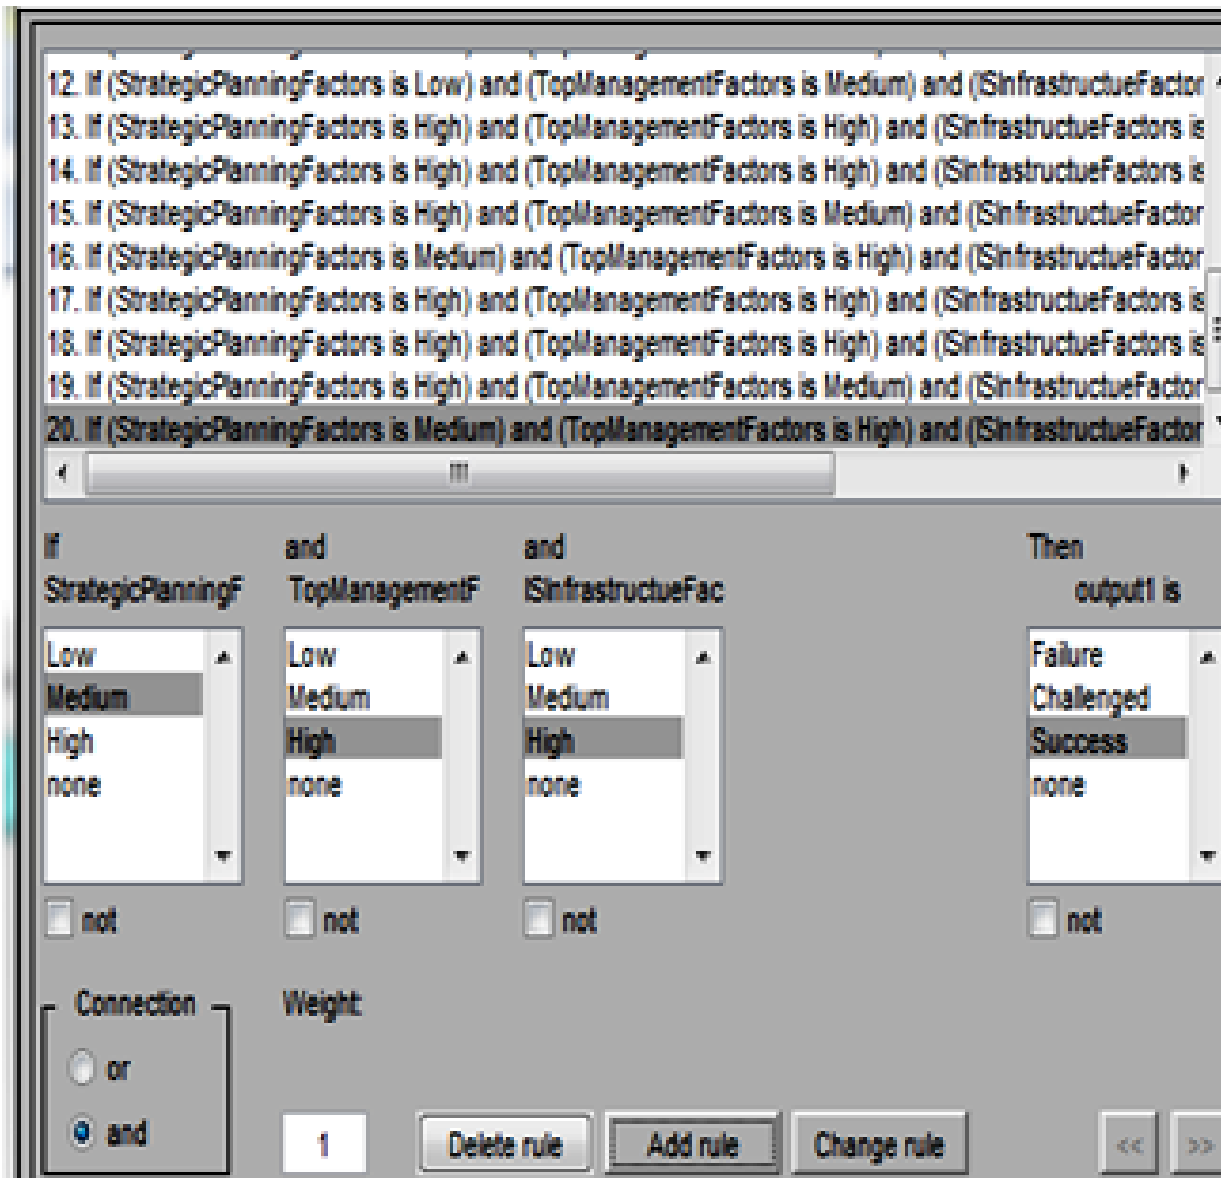 12. If (StrategicPlanningFactors is Low) and (TopManagementFactors is Medium) and (ISInfrastructueFactor
13. If (StrategicPlanningFactors is High) and (TopManagementFactors is High) and (ISInfrastructueFactors is
14. If (StrategicPlanningFactors is High) and (TopManagementFactors is High) and (ISInfrastructueFactors is
15. If (StrategicPlanningFactors is High) and (TopManagementFactors is Medium) and (ISInfrastructueFactor
16. If (StrategicPlanningFactors is Medium) and (TopManagementFactors is High) and (ISInfrastructueFactor
17. If (StrategicPlanningFactors is High) and (TopManagementFactors is High) and (ISInfrastructueFactors is
18. If (StrategicPlanningFactors is High) and (TopManagementFactors is High) and (ISInfrastructueFactors is
19. If (StrategicPlanningFactors is High) and (TopManagementFactors is Medium) and (ISInfrastructueFactor
20. If (StrategicPlanningFactors is Medium) and (TopManagementFactors is High) and (ISInfrastructueFactor
If and and Then
StrategicPlanningF TopManagementF ISInfrastructueFac output1 is
Low Low Low Failure
Medium Medium Medium Challenged
High High High Success
none none none none
not not not not
Connection Weight:
or
and 1 Delete rule Add rule Change rule << >>